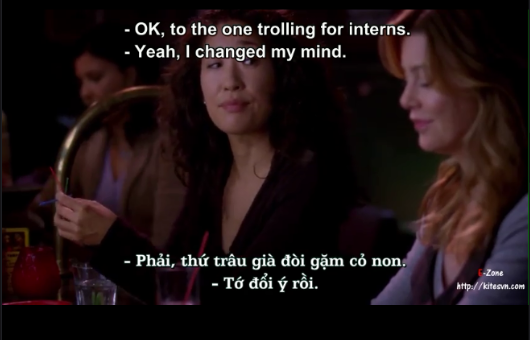 - OK, to the one trolling for interns.
- Yeah, I changed my mind.
- Phải, thứ trâu già đòi gặm cỏ non.
- Tớ đổi ý rồi.
E-Zone
http://kitesvn.com